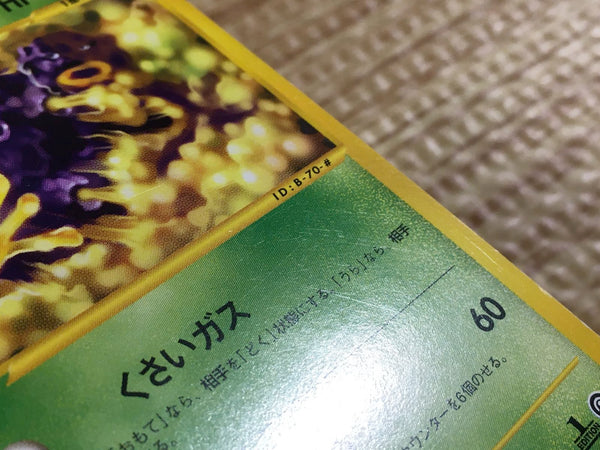 ID:B-70-#
くさいガス
60
おもて」なら、相手を「どく」状態にする。「うら」なら、相手
る。
ウンターを6個のせる。
1
EDITION